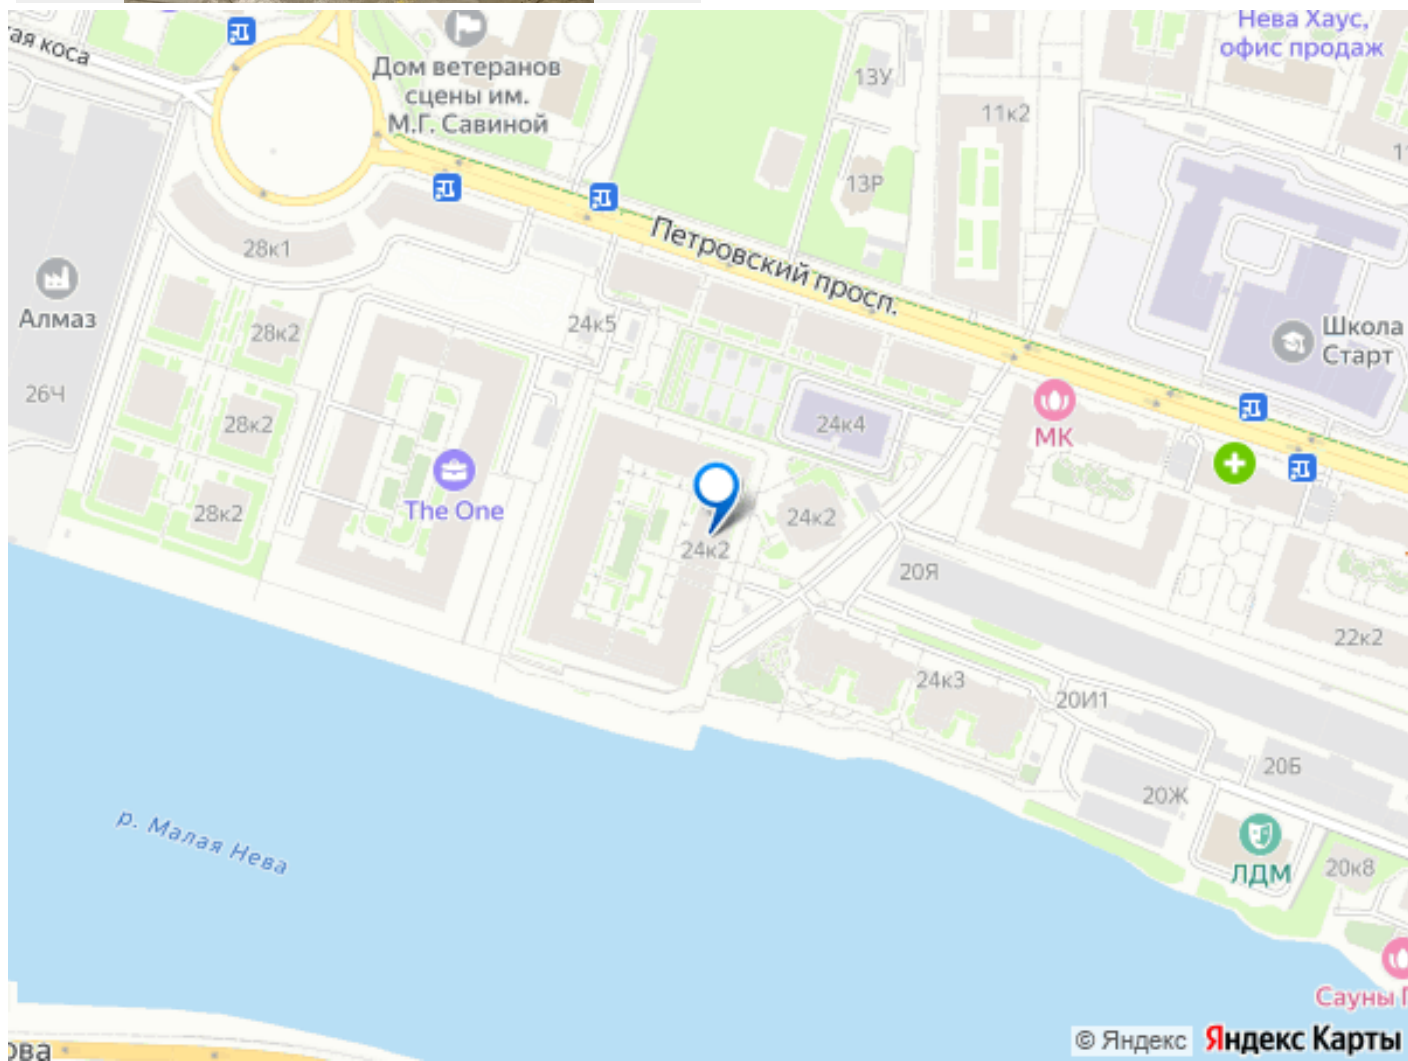 Нева Хаус,
офис продаж
ая коса
Дом ветеранов
сцены им.
М.Г. Савиной
13У
11к2
13Р
28к1
Петровский просп.
Алмаз
24к5
28к2
Школа
Старт
26Ч
28к2
24к4
МК
The One
28к2
24к2
24к2
20Я
22к2
24к3
20И1
20Б
20Ж
р. Малая Нева
ЛДМ
20к8
Сауны
ова
© Яндекс Яндекс Карты